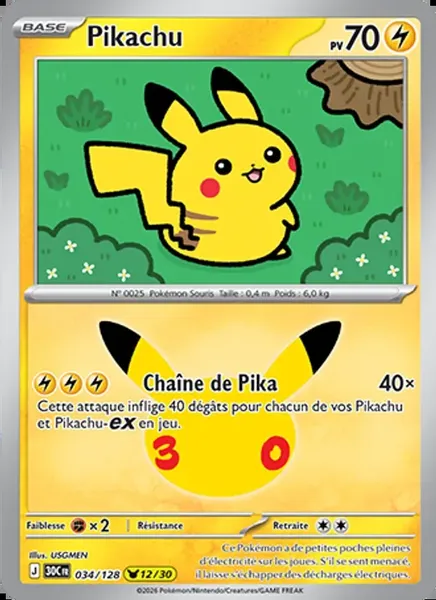 BASE Pikachu PV 70
N° 0025 Pokémon Souris Taille : 0,4 m Poids : 6,0 kg
Chaîne de Pika 40×
Cette attaque inflige 40 dégâts pour chacun de vos Pikachu
et Pikachu-ex en jeu.
3 0
Faiblesse × 2 Résistance Retraite
Illus. USGMEN
J 30C FR 034/128 12/30
Ce Pokémon a de petites poches pleines
d'électricité sur les joues. S'il se sent menacé,
il laisse s'échapper des décharges électriques.
©2026 Pokémon/Nintendo/Creatures/GAME FREAK